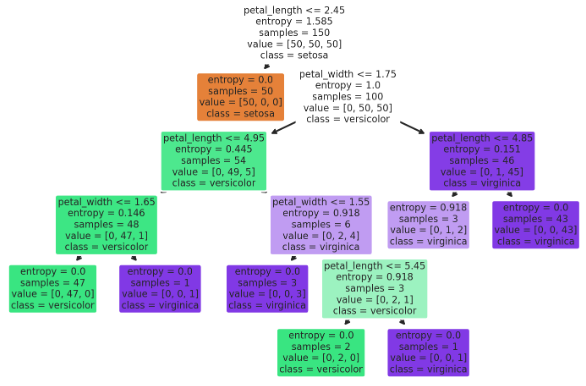 petal_length <= 2.45
entropy = 1.585
samples = 150
value = [50, 50, 50]
class = setosa
entropy = 0.0
samples = 50
value = [50, 0, 0]
class = setosa
petal_width <= 1.75
entropy = 1.0
samples = 100
value = [0, 50, 50]
class = versicolor
petal_length <= 4.95
entropy = 0.445
samples = 54
value = [0, 49, 5]
class = versicolor
petal_length <= 4.85
entropy = 0.151
samples = 46
value = [0, 1, 45]
class = virginica
petal_width <= 1.65
entropy = 0.146
samples = 48
value = [0, 47, 1]
class = versicolor
petal_width <= 1.55
entropy = 0.918
samples = 6
value = [0, 2, 4]
class = virginica
entropy = 0.918
samples = 3
value = [0, 1, 2]
class = virginica
entropy = 0.0
samples = 43
value = [0, 0, 43]
class = virginica
entropy = 0.0
samples = 47
value = [0, 47, 0]
class = versicolor
entropy = 0.0
samples = 1
value = [0, 0, 1]
class = virginica
entropy = 0.0
samples = 3
value = [0, 0, 3]
class = virginica
petal_length <= 5.45
entropy = 0.918
samples = 3
value = [0, 2, 1]
class = versicolor
entropy = 0.0
samples = 2
value = [0, 2, 0]
class = versicolor
entropy = 0.0
samples = 1
value = [0, 0, 1]
class = virginica